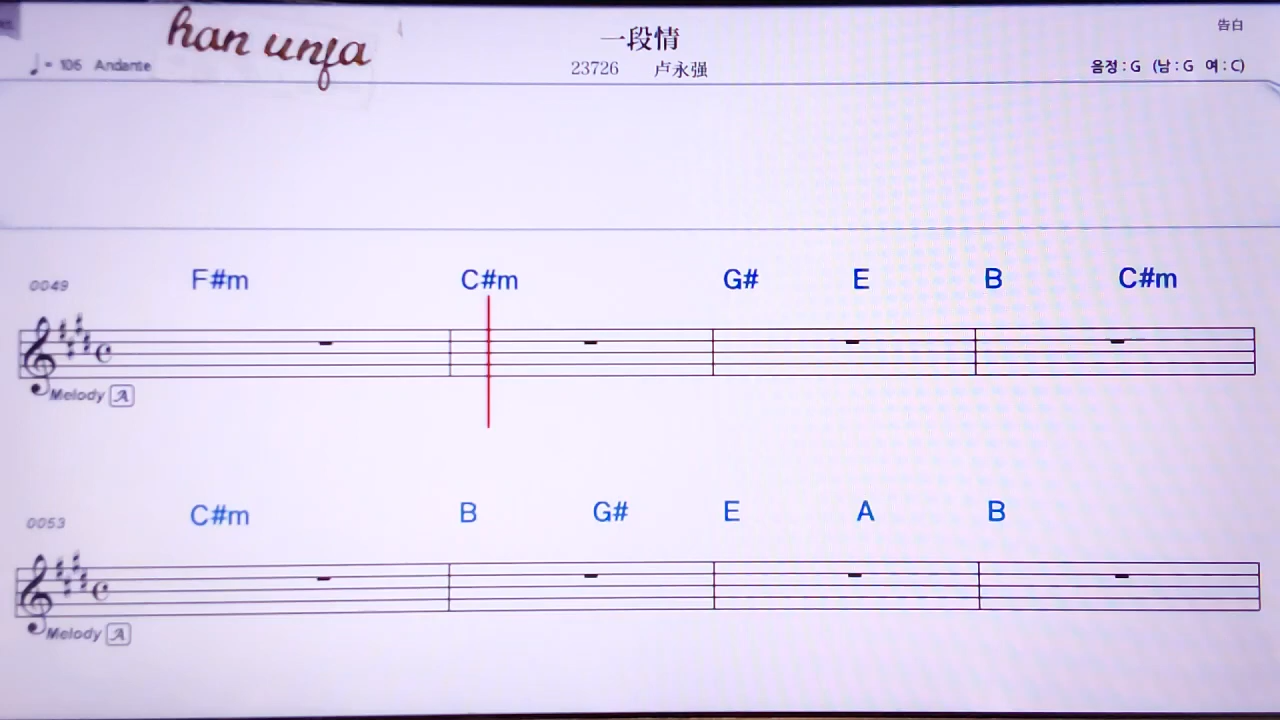 han unfa
一段情
告白
♩= 106 Andante
23726 卢永强
음정 : G (남 : G 여 : C)
0049 F#m C#m G# E B C#m
Melody A
0053 C#m B G# E A B
Melody A